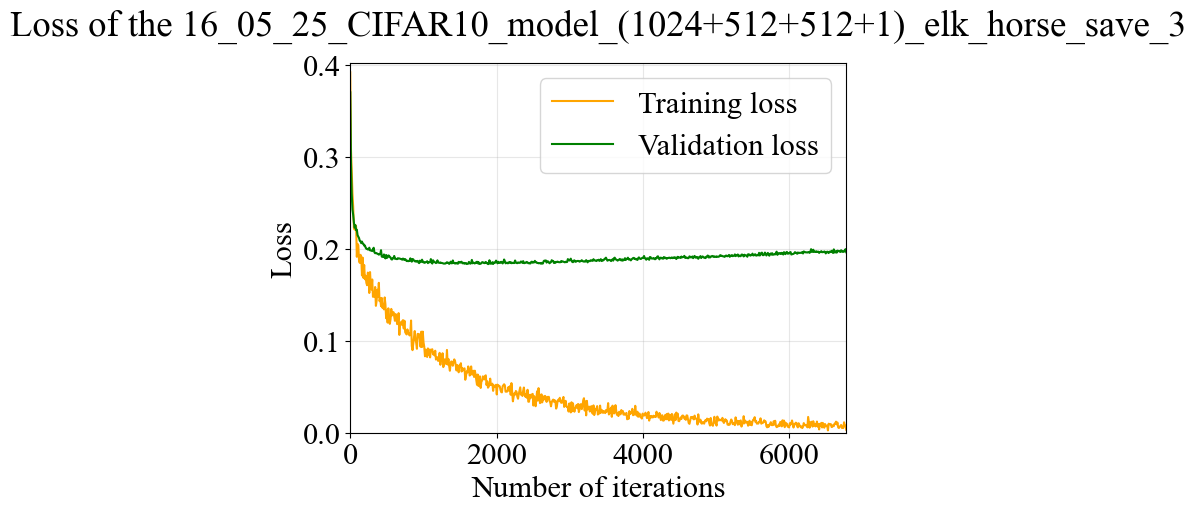 Loss of the 16_05_25_CIFAR10_model_(1024+512+512+1)_elk_horse_save_3
0.4
Training loss
Validation loss
0.3
0.2
Loss
0.1
0.0
0 2000 4000 6000
Number of iterations